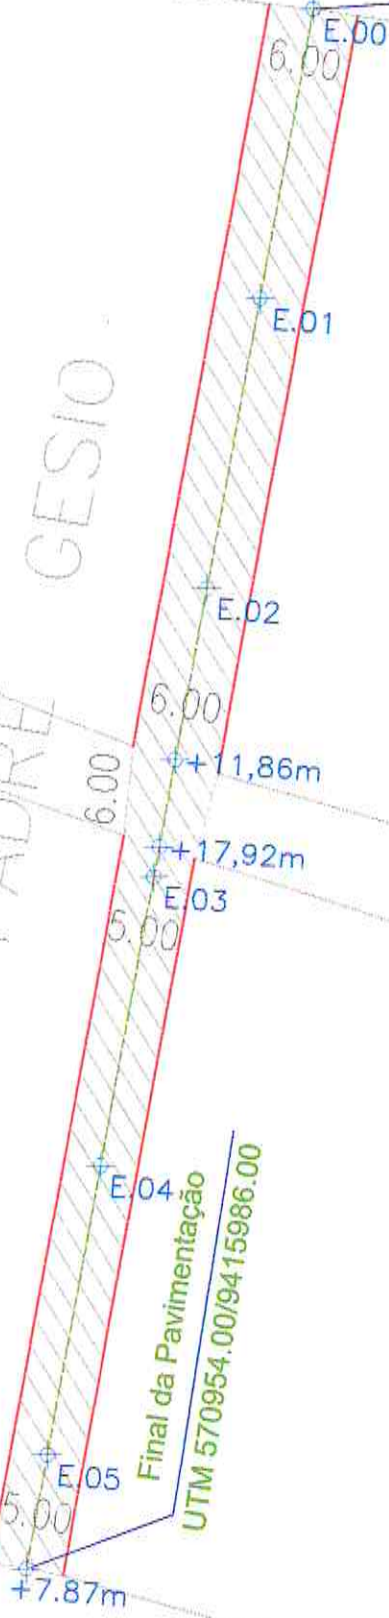 E.00
6.00
E.01
GESIO
E.02
6.00
+11,86m
6.00
+17,92m
E.03
5.00
E.04
Final da Pavimentação
UTM 570954.00/9415986.00
E.05
5.00
+7.87m